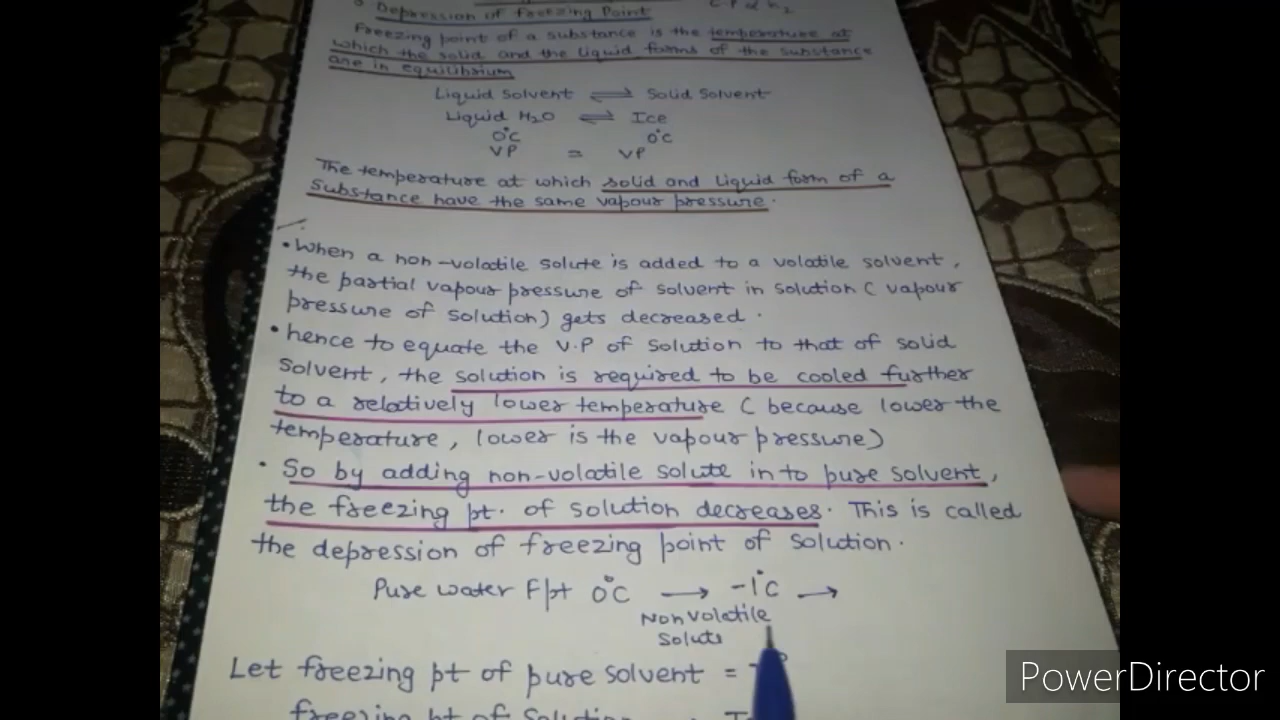 Depression of freezing Point
Freezing point of a substance is the temperature at
which the solid and the liquid forms of the substance
are in equilibrium
Liquid Solvent ⇌ Solid Solvent
Liquid H₂O ⇌ Ice
0°C 0°C
VP = VP
The temperature at which solid and liquid form of a
Substance have the same vapour pressure.
• When a non-volatile solute is added to a volatile solvent,
the partial vapour pressure of solvent in solution ( vapour
pressure of solution) gets decreased.
• hence to equate the V.P of solution to that of solid
solvent, the solution is required to be cooled further
to a relatively lower temperature ( because lower the
temperature, lower is the vapour pressure)
• So by adding non-volatile solute in to pure solvent,
the freezing pt. of solution decreases. This is called
the depression of freezing point of solution.
Pure water F pt 0°C → -1°C →
Non Volatile
Solute
Let freezing pt of pure solvent =
freezing pt of Solution
PowerDirector